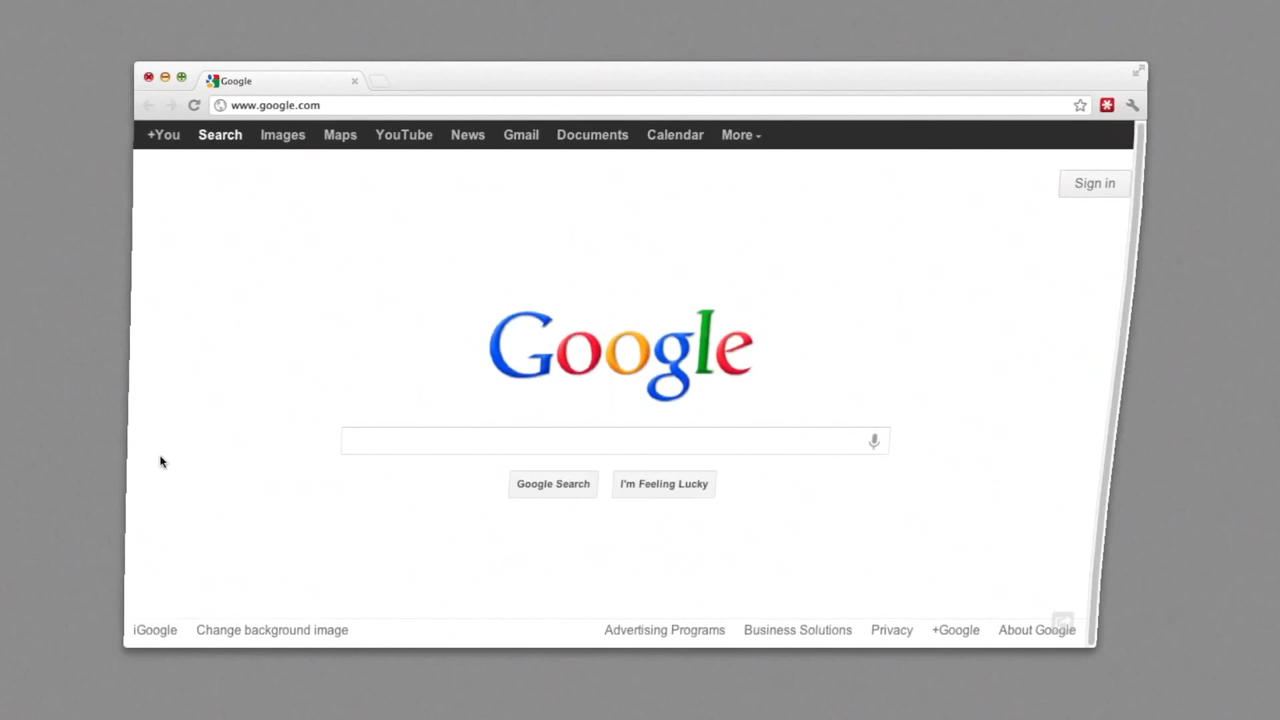 Google
www.google.com
+You Search Images Maps YouTube News Gmail Documents Calendar More
Sign in
Google
Google Search I'm Feeling Lucky
iGoogle Change background image Advertising Programs Business Solutions Privacy +Google About Google